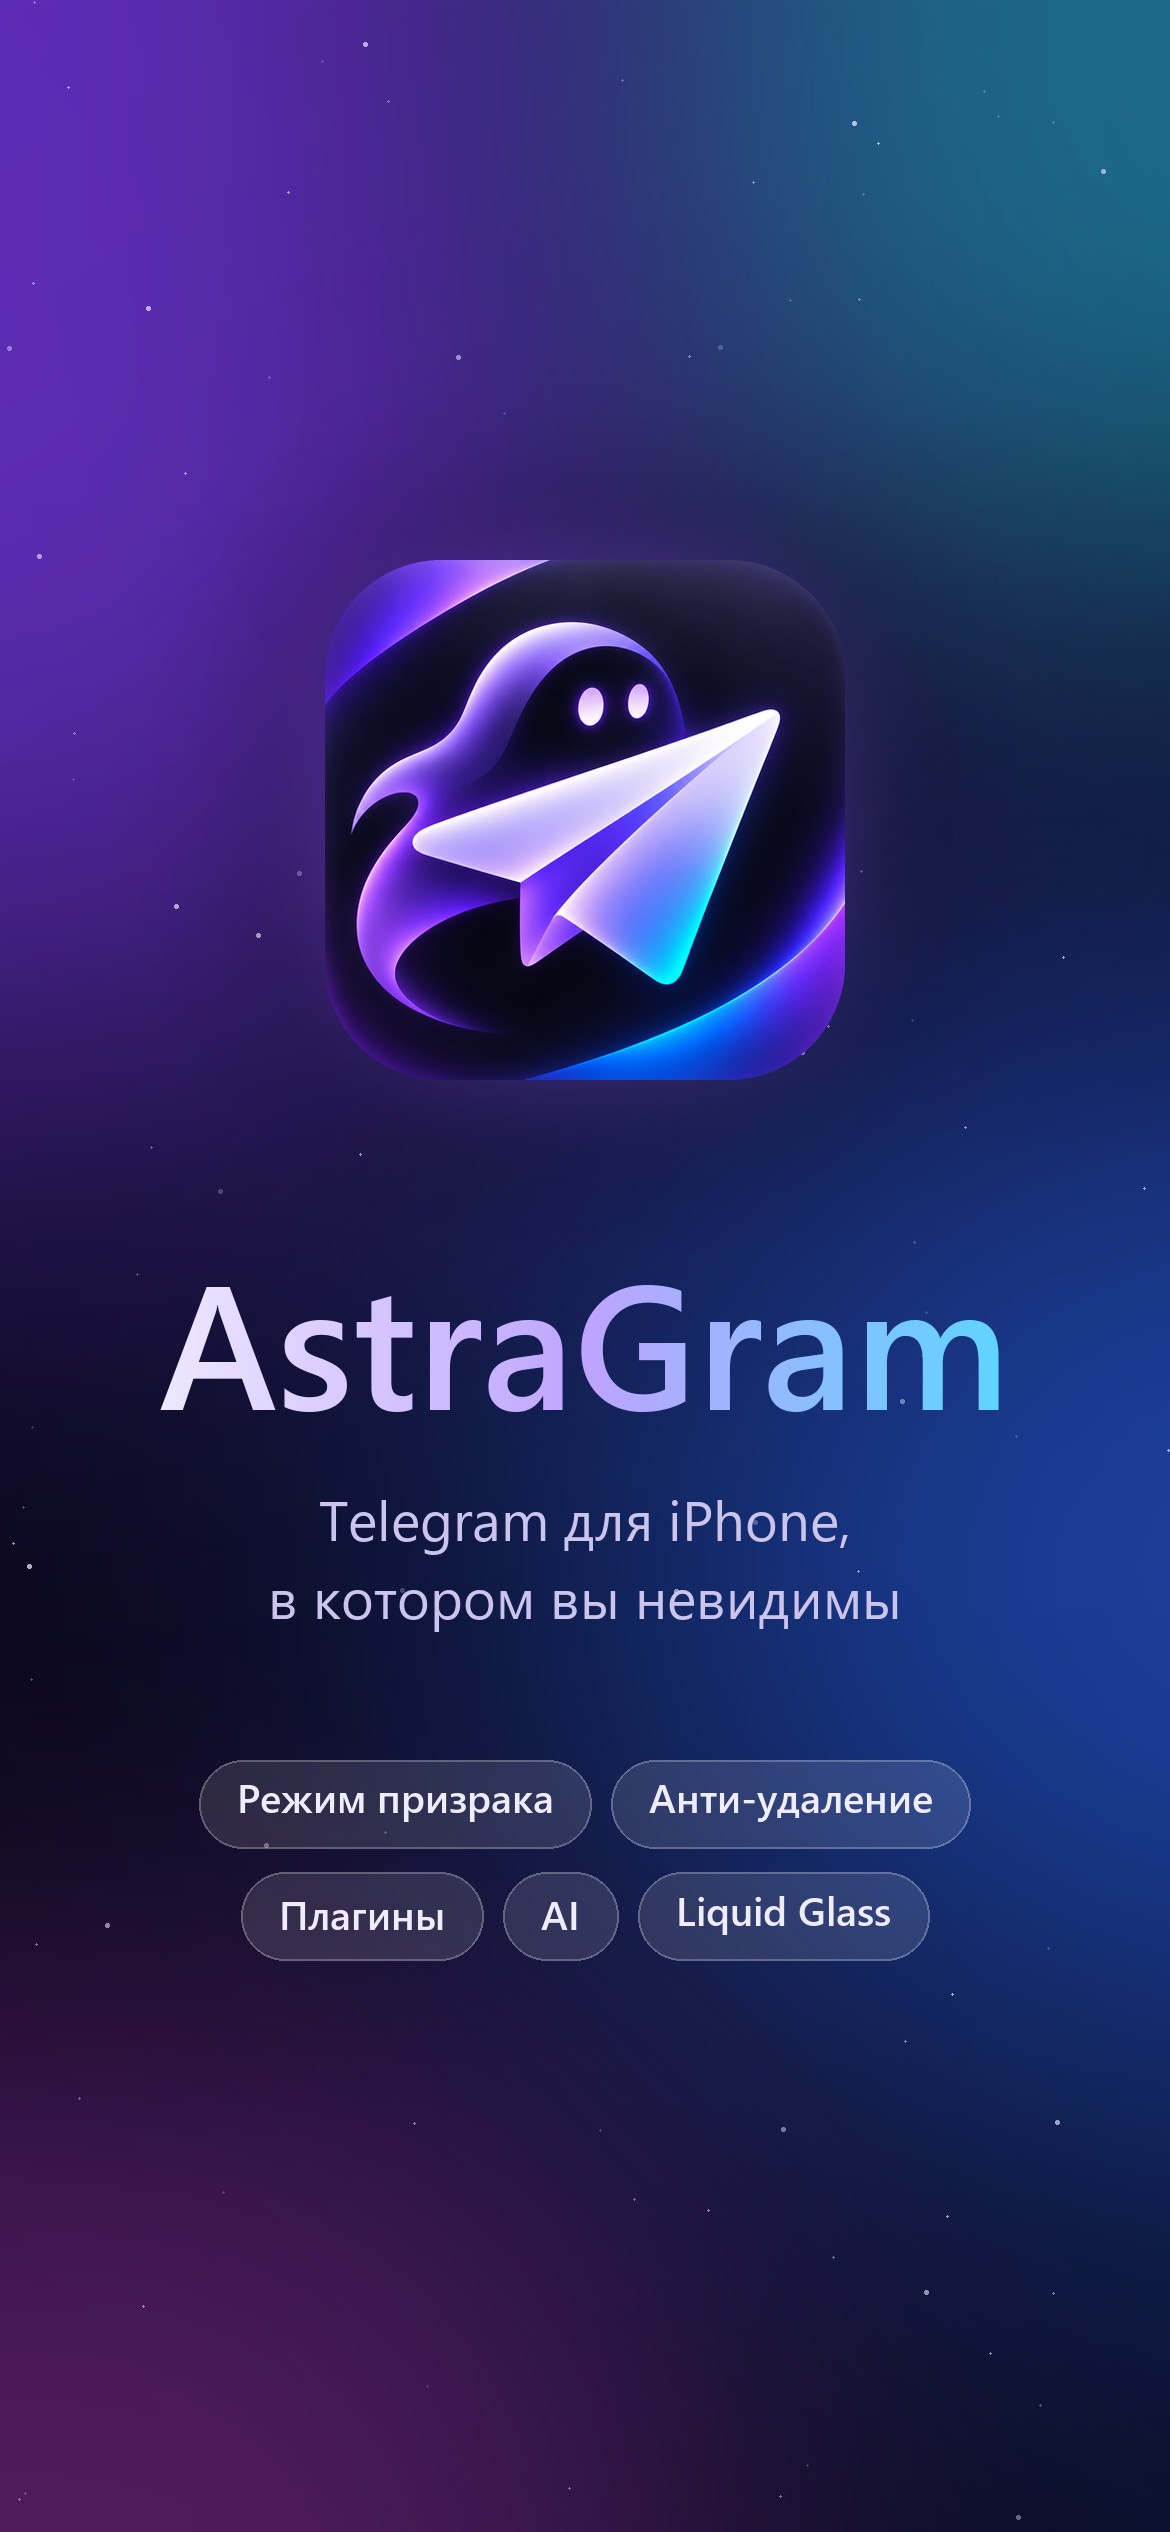 AstraGram
Telegram для iPhone,
в котором вы невидимы
Режим призрака
Анти-удаление
Плагины
AI
Liquid Glass